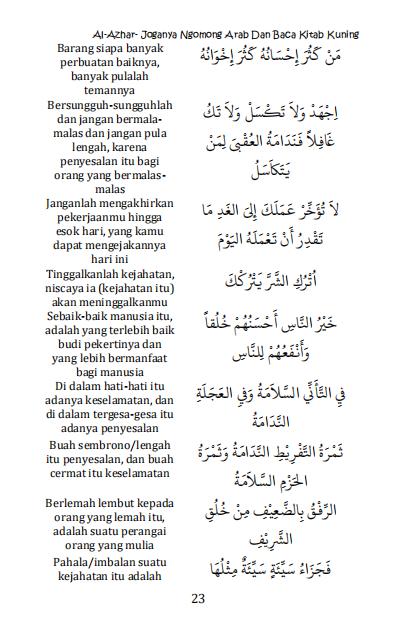 Al-Azhar- Joganya Ngomong Arab Dan Baca Kitab Kuning
Barang siapa banyak
perbuatan baiknya,
banyak pulalah
temannya
مَنْ كَثُرَ إِحْسَانُهُ كَثُرَ إِخْوَانُهُ
Bersungguh-sungguhlah
dan jangan bermala-
malas dan jangan pula
lengah, karena
penyesalan itu bagi
orang yang bermalas-
malas
اِجْهَدْ وَلاَ تَكْسَلْ وَلاَ تَكُ
غَافِلاً فَنَدَامَةُ العُقْبَى لِمَنْ
يَتَكَاسَلُ
Janganlah mengakhirkan
pekerjaanmu hingga
esok hari, yang kamu
dapat mengejakannya
hari ini
لاَ تُؤَخِّرْ عَمَلَكَ إِلَى الغَدِ مَا
تَقْدِرُ أَنْ تَعْمَلَهُ اليَوْمَ
Tinggalkanlah kejahatan,
niscaya ia (kejahatan itu)
akan meninggalkanmu
اُتْرُكِ الشَّرَّ يَتْرُكْكَ
Sebaik-baik manusia itu,
adalah yang terlebih baik
budi pekertinya dan
yang lebih bermanfaat
bagi manusia
خَيْرُ النَّاسِ أَحْسَنُهُمْ خُلُقاً
وَأَنْفَعُهُمْ لِلنَّاسِ
Di dalam hati-hati itu
adanya keselamatan, dan
di dalam tergesa-gesa itu
adanya penyesalan
فِي التَّأَنِّي السَّلاَمَةُ وَفِي العَجَلَةِ
النَّدَامَةُ
Buah sembrono/lengah
itu penyesalan, dan buah
cermat itu keselamatan
ثَمْرَةُ التَّفْرِيْطِ النَّدَامَةُ وَثَمْرَةُ
الحَزْمِ السَّلاَمَةُ
Berlemah lembut kepada
orang yang lemah itu,
adalah suatu perangai
orang yang mulia
الرِّفْقُ بِالضَّعِيْفِ مِنْ خُلُقِ
الشَّرِيْفِ
Pahala/imbalan suatu
kejahatan itu adalah
فَجَزَاءُ سَيِّئَةٍ سَيِّئَةٌ مِثْلُهَا
23